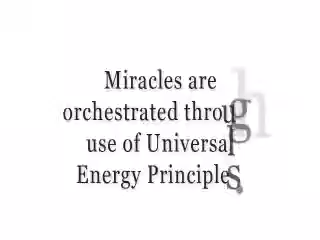 Miracles are
orchestrated through
use of Universal
Energy Principles.